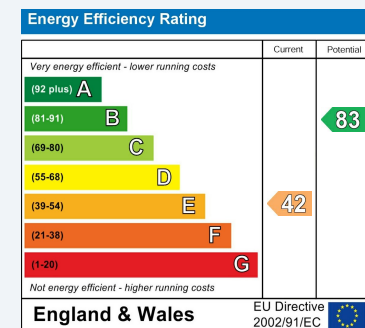 Energy Efficiency Rating
Current Potential
Very energy efficient - lower running costs
(92 plus) A
(81-91) B 83
(69-80) C
(55-68) D
(39-54) E 42
(21-38) F
(1-20) G
Not energy efficient - higher running costs
England & Wales
EU Directive
2002/91/EC